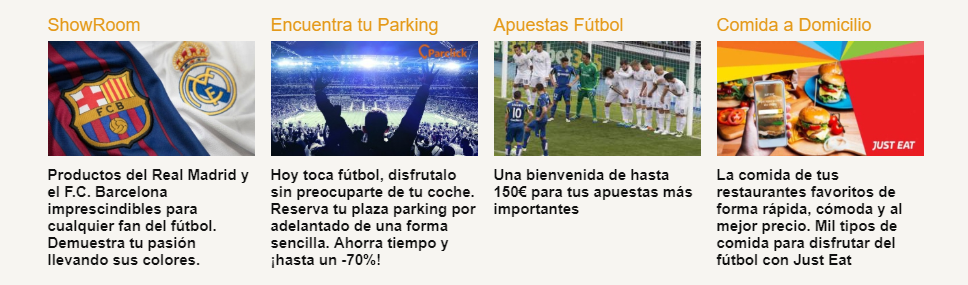 ShowRoom
FCB
Productos del Real Madrid y
el F.C. Barcelona
imprescindibles para
cualquier fan del fútbol.
Demuestra tu pasión
llevando sus colores.
Encuentra tu Parking
Parclick
Hoy toca fútbol, disfrutalo
sin preocuparte de tu coche.
Reserva tu plaza parking por
adelantado de una forma
sencilla. Ahorra tiempo y
¡hasta un -70%!
Apuestas Fútbol
10
Una bienvenida de hasta
150€ para tus apuestas más
importantes
Comida a Domicilio
JUST EAT
La comida de tus
restaurantes favoritos de
forma rápida, cómoda y al
mejor precio. Mil tipos de
comida para disfrutar del
fútbol con Just Eat